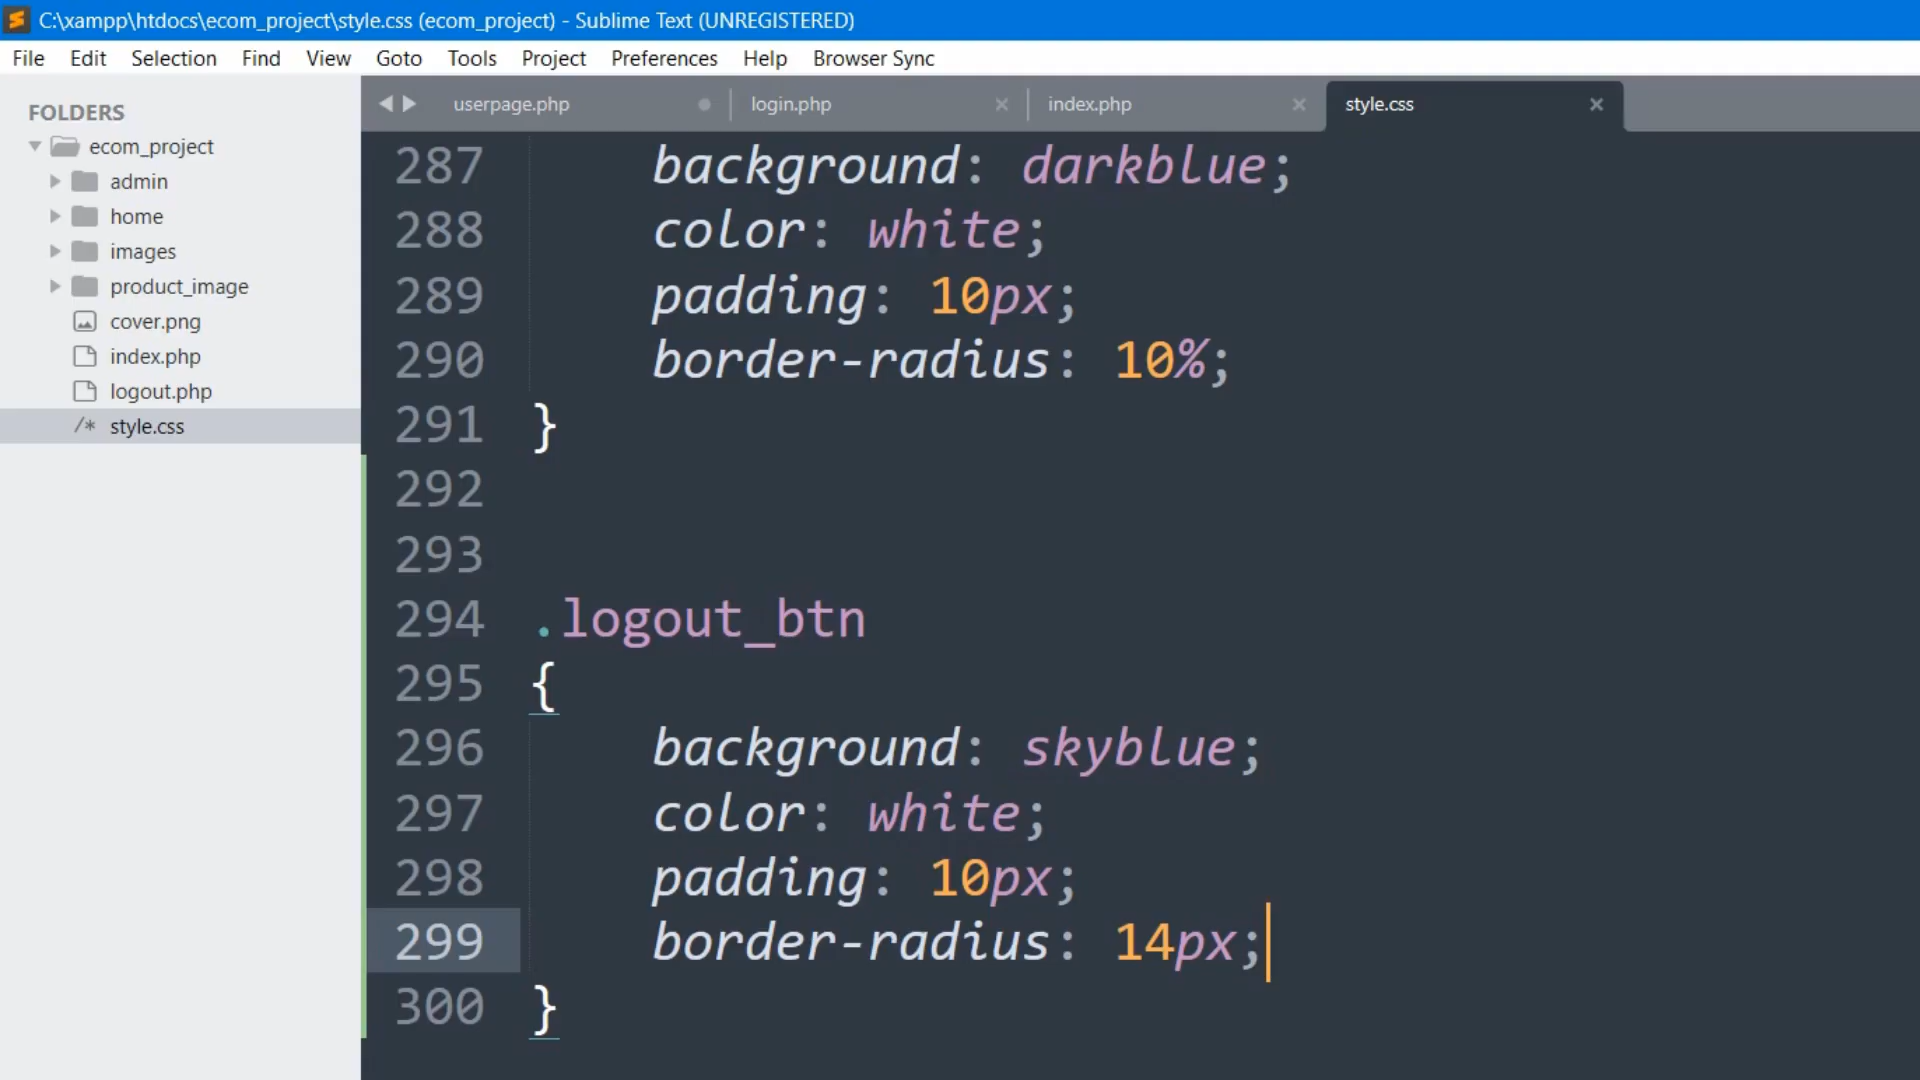 C:\xampp\htdocs\ecom_project\style.css (ecom_project) - Sublime Text (UNREGISTERED)
File Edit Selection Find View Goto Tools Project Preferences Help Browser Sync
FOLDERS
ecom_project
admin
home
images
product_image
cover.png
index.php
logout.php
/* style.css
userpage.php login.php index.php style.css
287 background: darkblue;
288 color: white;
289 padding: 10px;
290 border-radius: 10%;
291 }
292
293
294 .logout_btn
295 {
296 background: skyblue;
297 color: white;
298 padding: 10px;
299 border-radius: 14px;
300 }